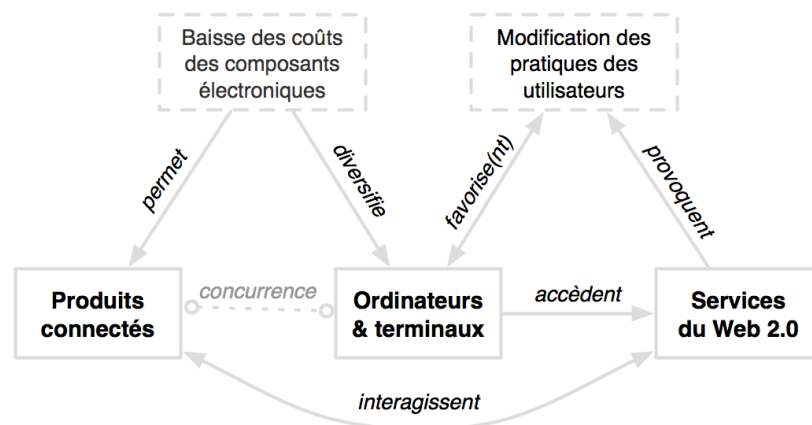 Baisse des coûts
des composants
électroniques
Modification des
pratiques des
utilisateurs
permet
diversifie
favorise(nt)
provoquent
Produits
connectés
concurrence
Ordinateurs
& terminaux
accèdent
Services
du Web 2.0
interagissent